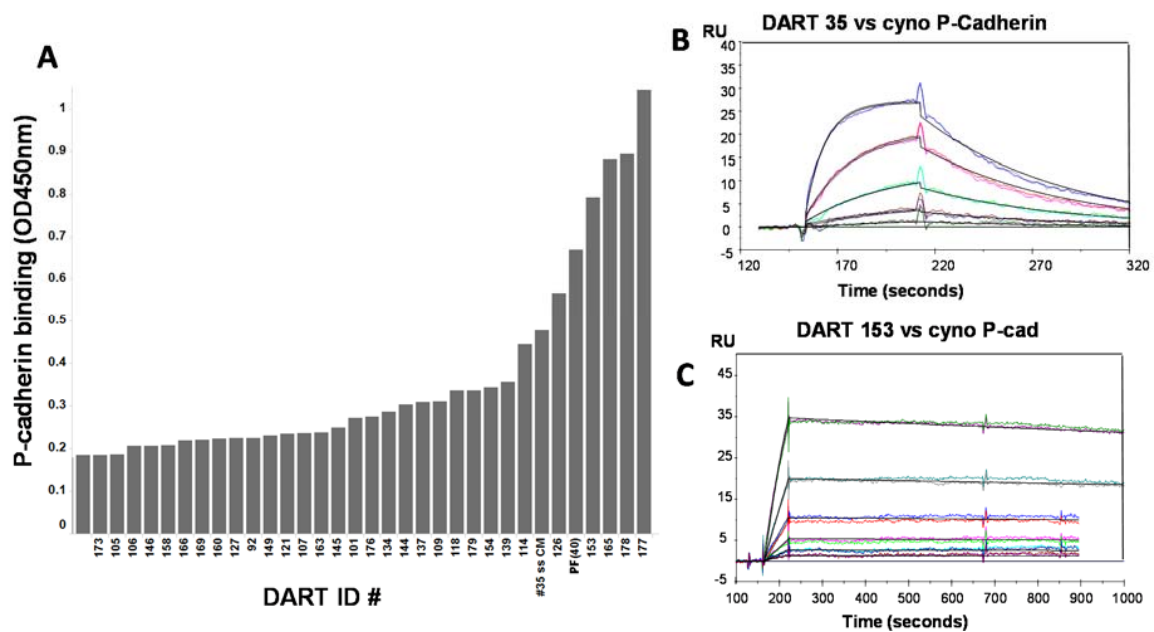 A
P-cadherin binding (OD450nm)
1
0.9
0.8
0.7
0.6
0.5
0.4
0.3
0.2
0.1
0
173 105 106 146 158 166 169 160 127 92 149 121 107 163 145 101 176 134 144 137 109 118 179 154 139 114 #35 ss CM 126 PF(40) 153 165 178 177
DART ID #
B
DART 35 vs cyno P-Cadherin
RU
40
35
30
25
20
15
10
5
0
-5
120 170 220 270 320
Time (seconds)
C
DART 153 vs cyno P-cad
RU
45
35
25
15
5
-5
100 200 300 400 500 600 700 800 900 1000
Time (seconds)